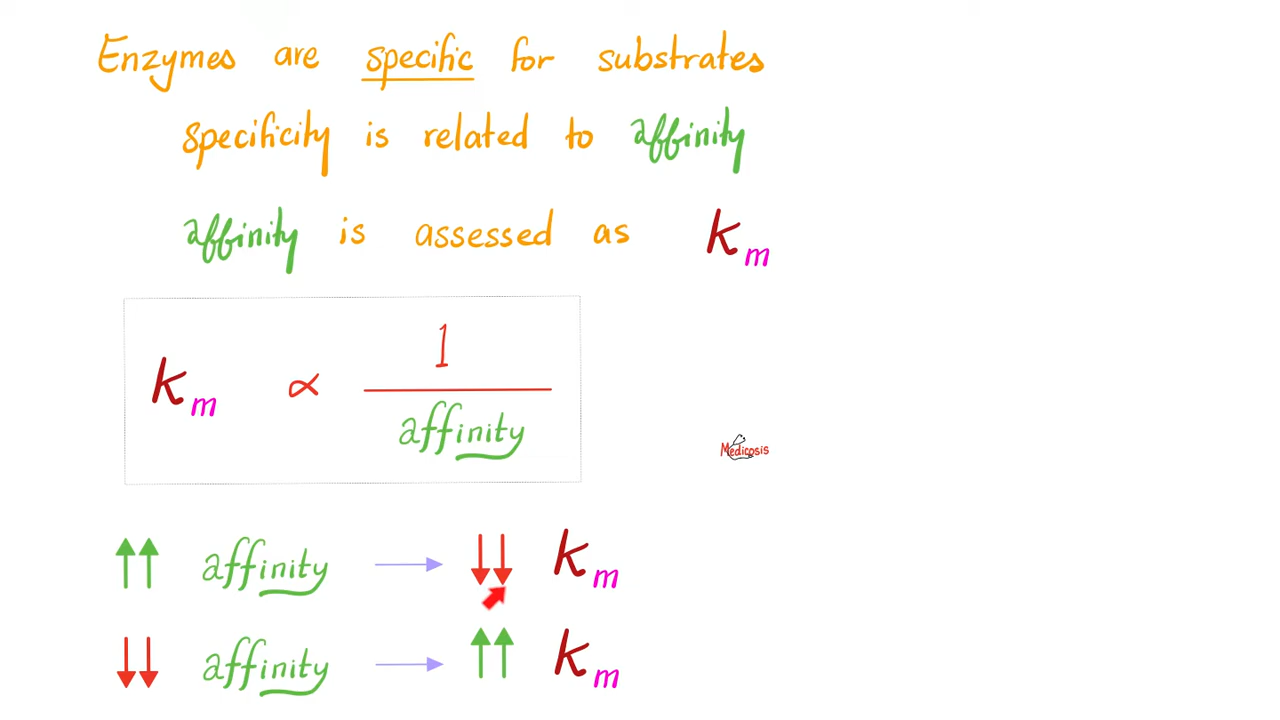 Enzymes are specific for substrates
specificity is related to affinity
affinity is assessed as km
km ∝ 1
affinity
Medicosis
↑↑ affinity → ↓↓ km
↓↓ affinity → ↑↑ km